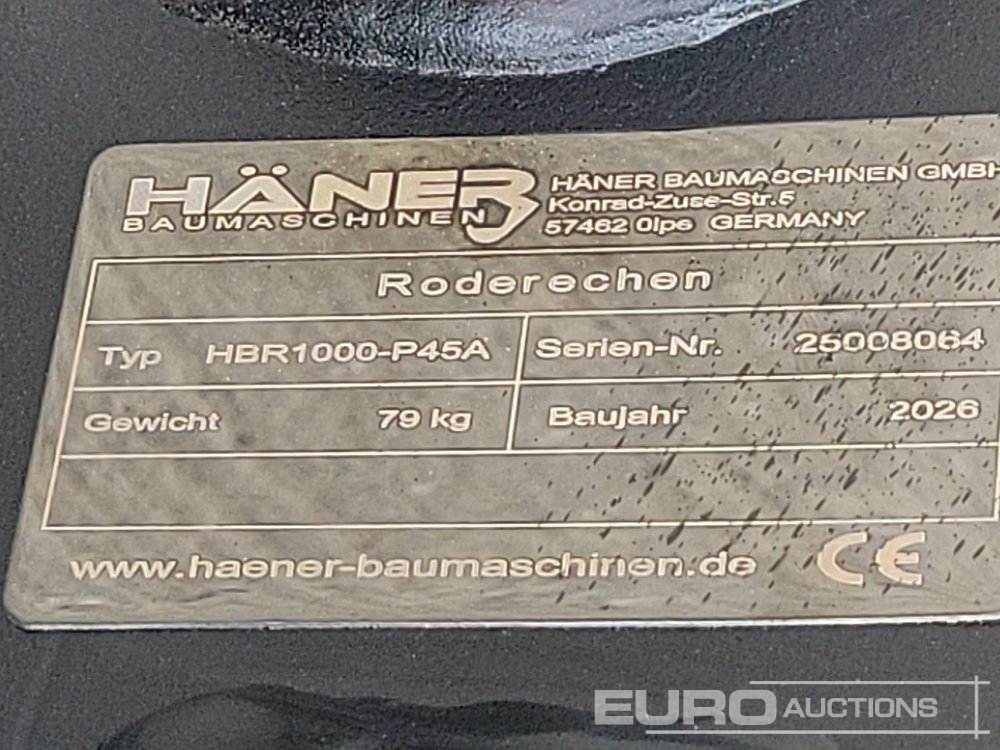 HÄNER
BAUMASCHINEN
HÄNER BAUMASCHINEN GMBH
Konrad-Zuse-Str.5
57462 Olpe GERMANY
Roderechen
Typ HBR1000-P45A Serien-Nr. 25008064
Gewicht 79 kg Baujahr 2026
www.haener-baumaschinen.de CE
EURO AUCTIONS